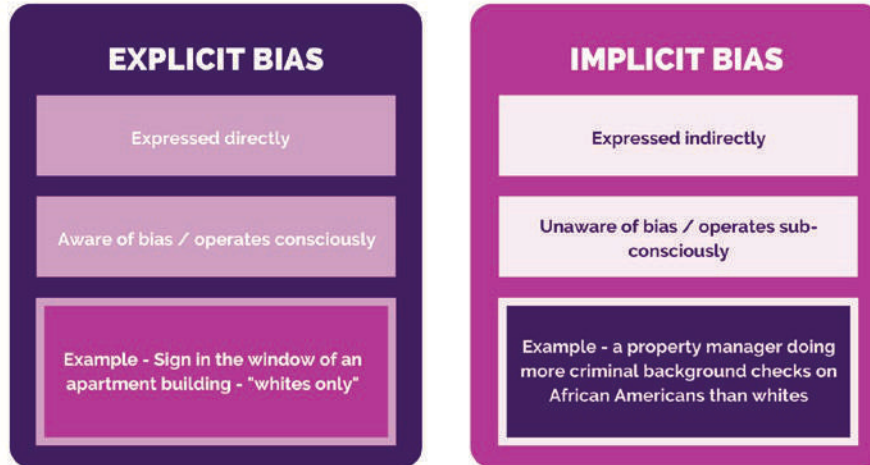 EXPLICIT BIAS
Expressed directly
Aware of bias / operates consciously
Example - Sign in the window of an
apartment building - "whites only"
IMPLICIT BIAS
Expressed indirectly
Unaware of bias / operates sub-
consciously
Example - a property manager doing
more criminal background checks on
African Americans than whites